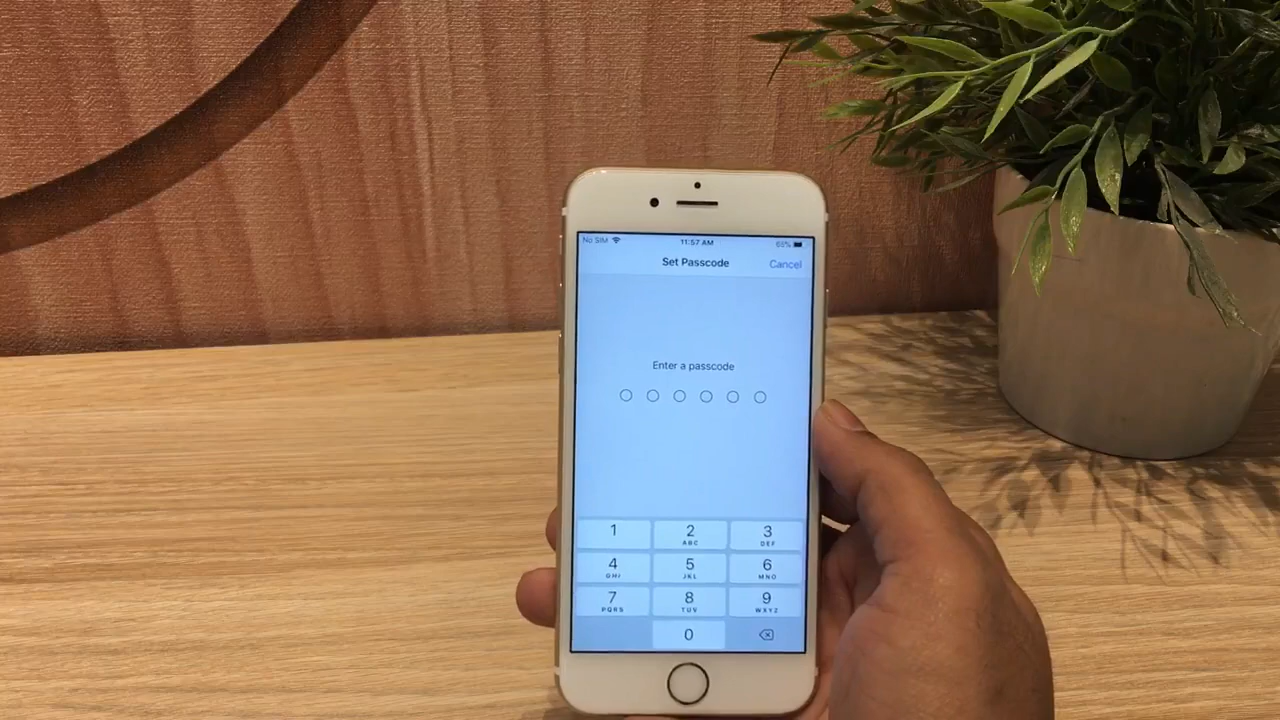 No SIM 11:57 AM 65%
Set Passcode Cancel
Enter a passcode
1 2 3
ABC DEF
4 5 6
GHI JKL MNO
7 8 9
PQRS TUV WXYZ
0